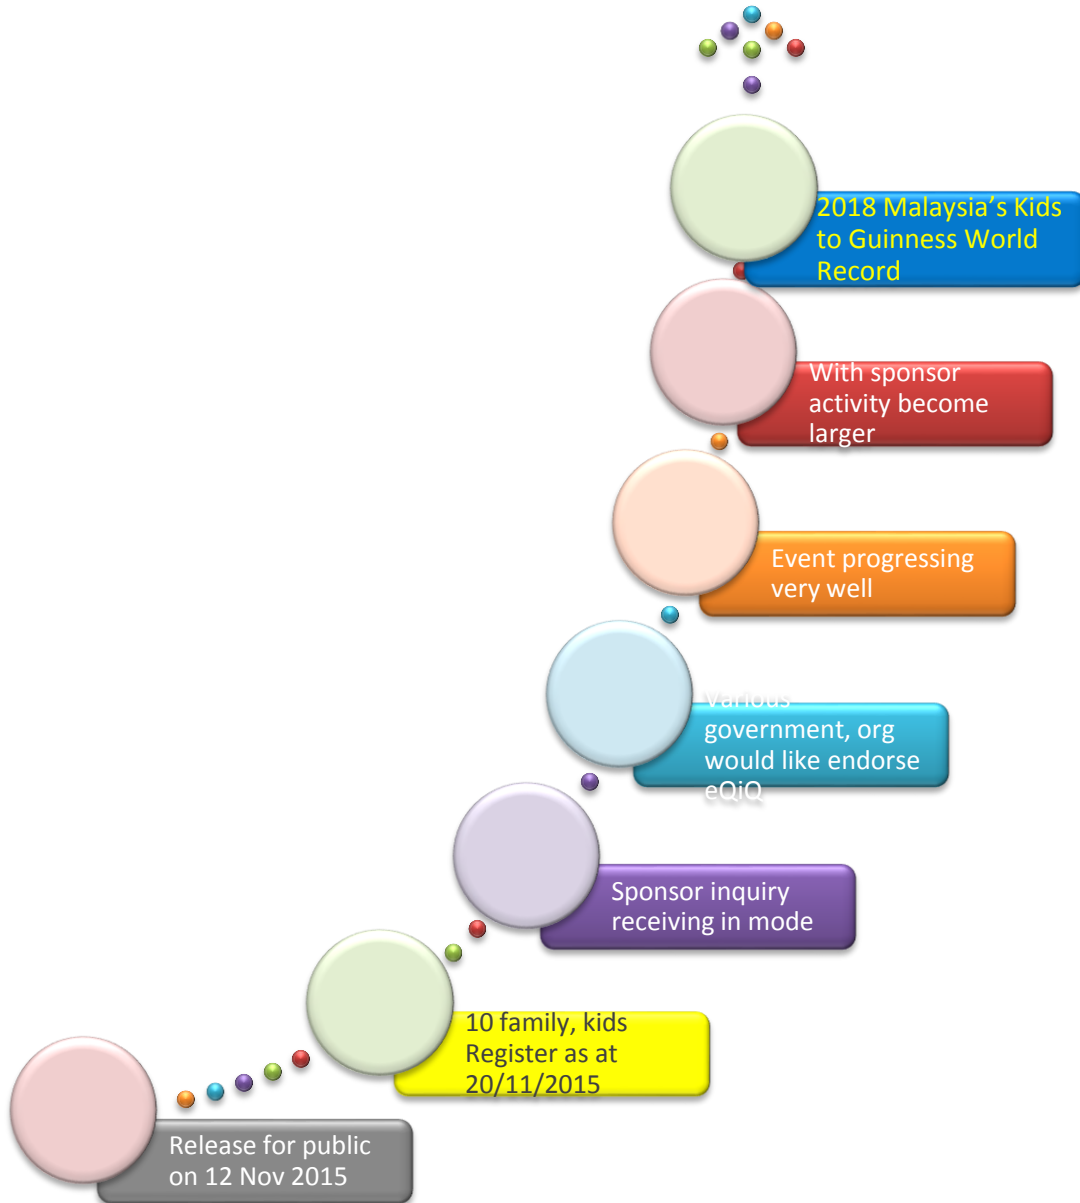 2018 Malaysia's Kids
to Guinness World
Record
With sponsor
activity become
larger
Event progressing
very well
Various
government, org
would like endorse
eQiQ
Sponsor inquiry
receiving in mode
10 family, kids
Register as at
20/11/2015
Release for public
on 12 Nov 2015